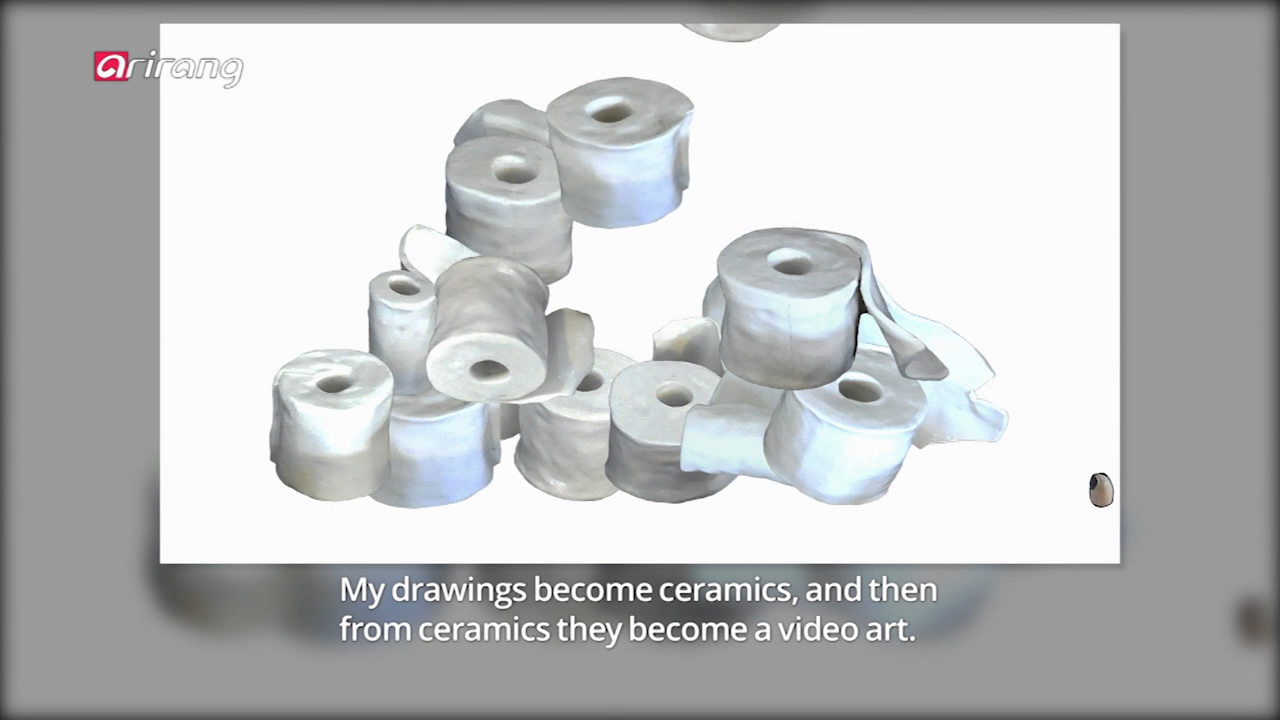 arirang
My drawings become ceramics, and then
from ceramics they become a video art.